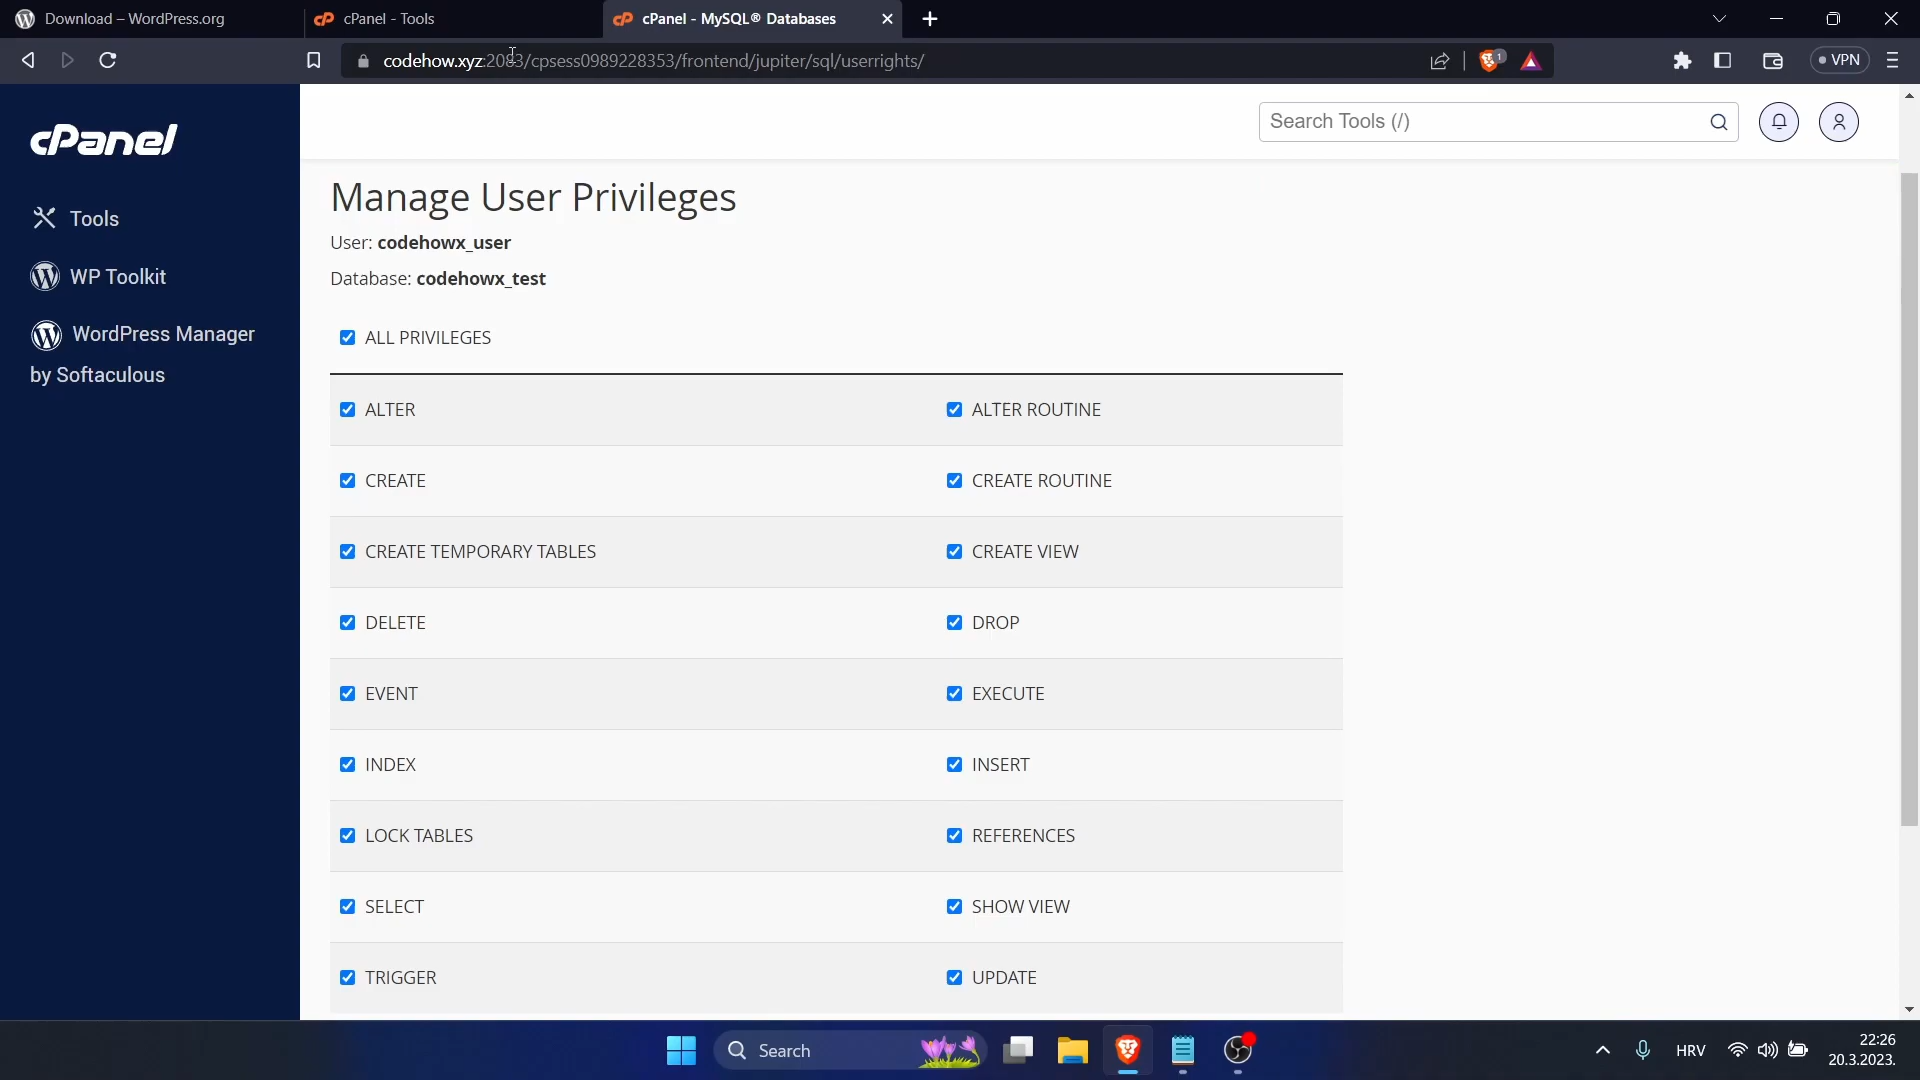 Download – WordPress.org
cPanel - Tools
cPanel - MySQL® Databases
codehow.xyz:2083/cpsess0989228353/frontend/jupiter/sql/userrights/
1
VPN
cPanel
Search Tools (/)
Tools
WP Toolkit
WordPress Manager
by Softaculous
Manage User Privileges
User: codehowx_user
Database: codehowx_test
ALL PRIVILEGES
ALTER
ALTER ROUTINE
CREATE
CREATE ROUTINE
CREATE TEMPORARY TABLES
CREATE VIEW
DELETE
DROP
EVENT
EXECUTE
INDEX
INSERT
LOCK TABLES
REFERENCES
SELECT
SHOW VIEW
TRIGGER
UPDATE
Search
HRV
22:26
20.3.2023.